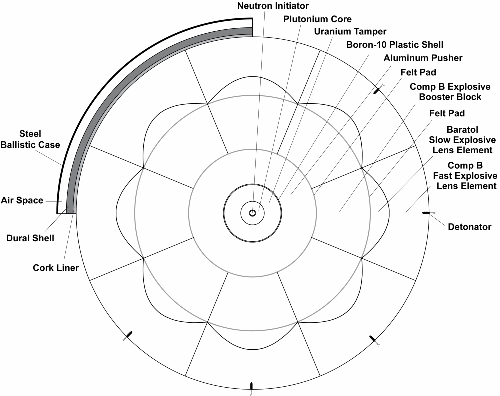 Neutron Initiator
Plutonium Core
Uranium Tamper
Boron-10 Plastic Shell
Aluminum Pusher
Felt Pad
Comp B Explosive
Booster Block
Felt Pad
Baratol
Slow Explosive
Lens Element
Comp B
Fast Explosive
Lens Element
Detonator
Steel
Ballistic Case
Air Space
Dural Shell
Cork Liner